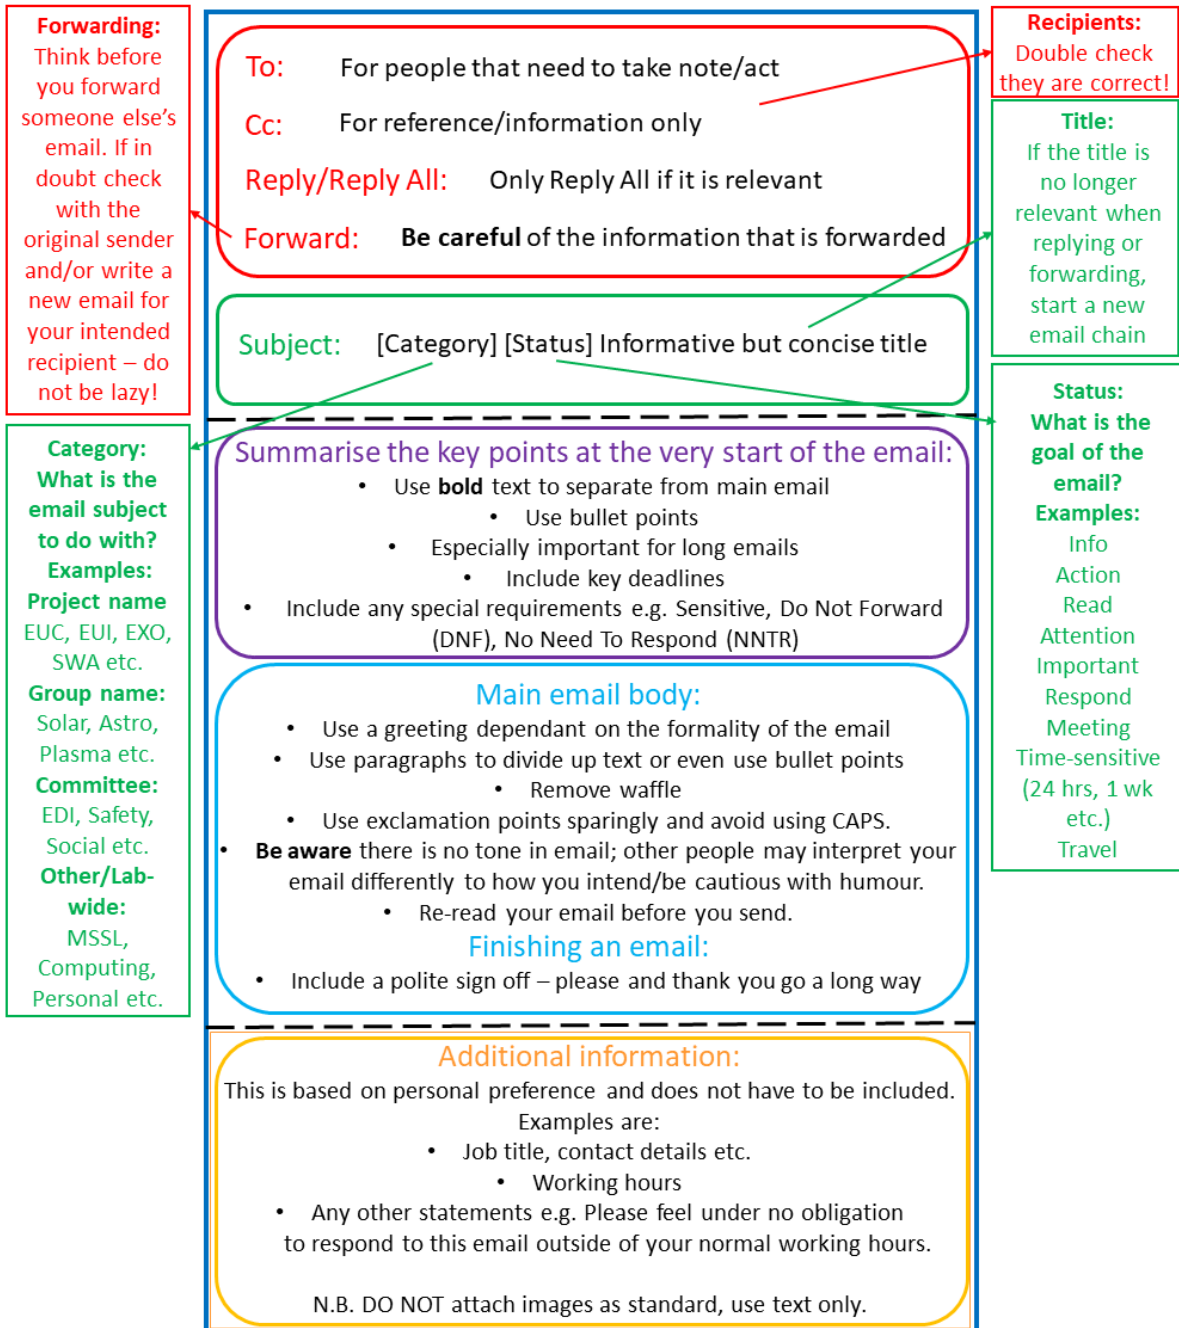 Forwarding:
Think before
you forward
someone else's
email. If in
doubt check
with the
original sender
and/or write a
new email for
your intended
recipient – do
not be lazy!
To: For people that need to take note/act
Cc: For reference/information only
Reply/Reply All: Only Reply All if it is relevant
Forward: Be careful of the information that is forwarded
Recipients:
Double check
they are correct!
Subject: [Category] [Status] Informative but concise title
Title:
If the title is
no longer
relevant when
replying or
forwarding,
start a new
email chain
Category:
What is the
email subject
to do with?
Examples:
Project name
EUC, EUI, EXO,
SWA etc.
Group name:
Solar, Astro,
Plasma etc.
Committee:
EDI, Safety,
Social etc.
Other/Lab-
wide:
MSSL,
Computing,
Personal etc.
Status:
What is the
goal of the
email?
Examples:
Info
Action
Read
Attention
Important
Respond
Meeting
Time-sensitive
(24 hrs, 1 wk
etc.)
Travel
Summarise the key points at the very start of the email:
• Use bold text to separate from main email
• Use bullet points
• Especially important for long emails
• Include key deadlines
• Include any special requirements e.g. Sensitive, Do Not Forward
(DNF), No Need To Respond (NNTR)
Main email body:
• Use a greeting dependant on the formality of the email
• Use paragraphs to divide up text or even use bullet points
• Remove waffle
• Use exclamation points sparingly and avoid using CAPS.
• Be aware there is no tone in email; other people may interpret your
email differently to how you intend/be cautious with humour.
• Re-read your email before you send.
Finishing an email:
• Include a polite sign off – please and thank you go a long way
Additional information:
This is based on personal preference and does not have to be included.
Examples are:
• Job title, contact details etc.
• Working hours
• Any other statements e.g. Please feel under no obligation
to respond to this email outside of your normal working hours.
N.B. DO NOT attach images as standard, use text only.